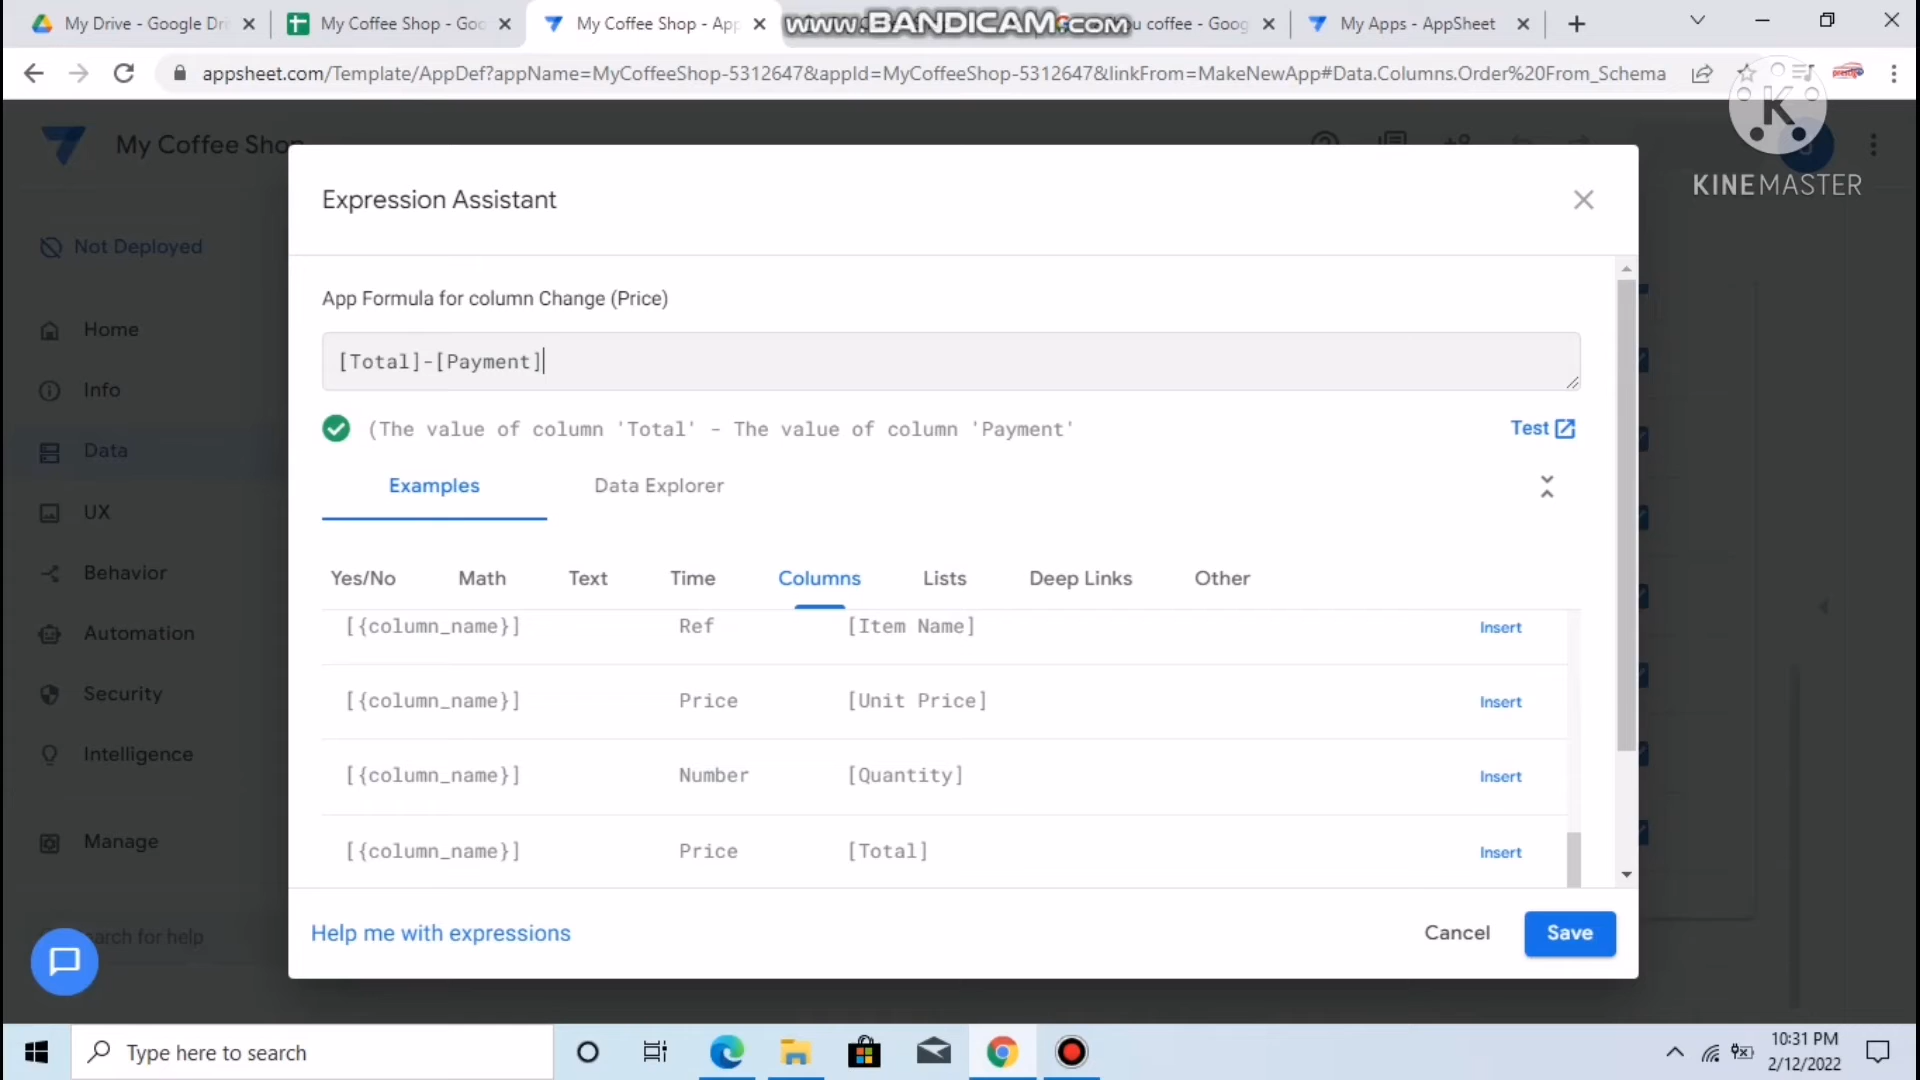 My Drive - Google Dri
My Coffee Shop - Goo
My Coffee Shop - App
www.BANDICAM.com
u coffee - Goog
My Apps - AppSheet
appsheet.com/Template/AppDef?appName=MyCoffeeShop-5312647&appId=MyCoffeeShop-5312647&linkFrom=MakeNewApp#Data.Columns.Order%20From_Schema
K
KINEMASTER
My Coffee Shop
Not Deployed
Home
Info
Data
UX
Behavior
Automation
Security
Intelligence
Manage
earch for help
Expression Assistant
App Formula for column Change (Price)
[Total]-[Payment]
(The value of column 'Total' - The value of column 'Payment'
Test
Examples Data Explorer
Yes/No Math Text Time Columns Lists Deep Links Other
[{column_name}] Ref [Item Name] Insert
[{column_name}] Price [Unit Price] Insert
[{column_name}] Number [Quantity] Insert
[{column_name}] Price [Total] Insert
Help me with expressions
Cancel
Save
Type here to search
10:31 PM
2/12/2022